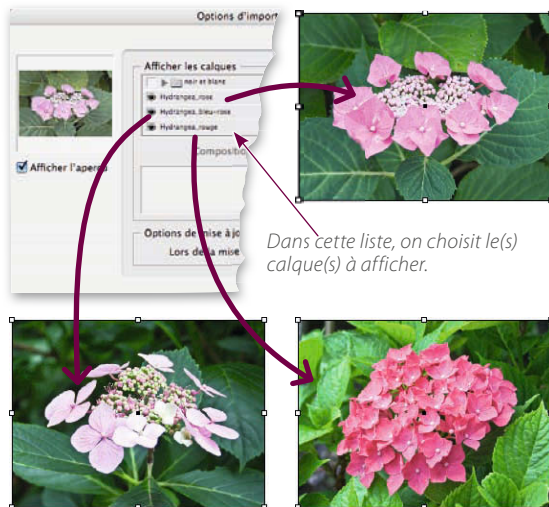 Options d'import
Afficher les calques
noir et blanc
Hydrangea_rose
Hydrangea_bleu-rose
Hydrangea_rouge
Compositio
Afficher l'aperçu
Options de mise à jo
Lors de la mise
Dans cette liste, on choisit le(s)
calque(s) à afficher.